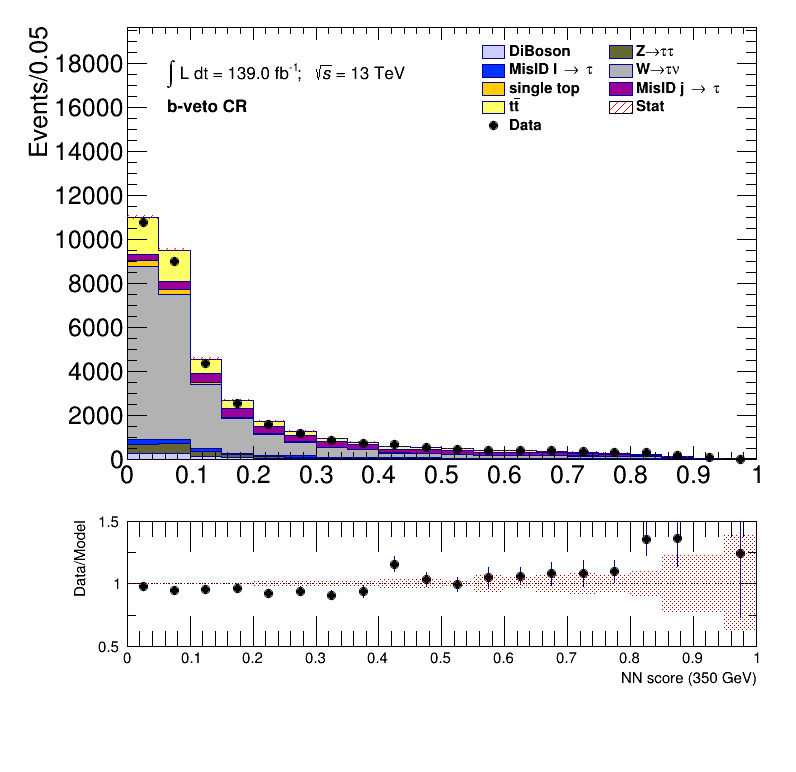 Events/0.05
18000
16000
14000
12000
10000
8000
6000
4000
2000
0
∫ L dt = 139.0 fb⁻¹; √s = 13 TeV
b-veto CR
DiBoson
MisID l → τ
single top
tt̄
Data
Z→ττ
W→τν
MisID j → τ
Stat
0 0.1 0.2 0.3 0.4 0.5 0.6 0.7 0.8 0.9 1
Data/Model
1.5
1
0.5
0 0.1 0.2 0.3 0.4 0.5 0.6 0.7 0.8 0.9 1
NN score (350 GeV)